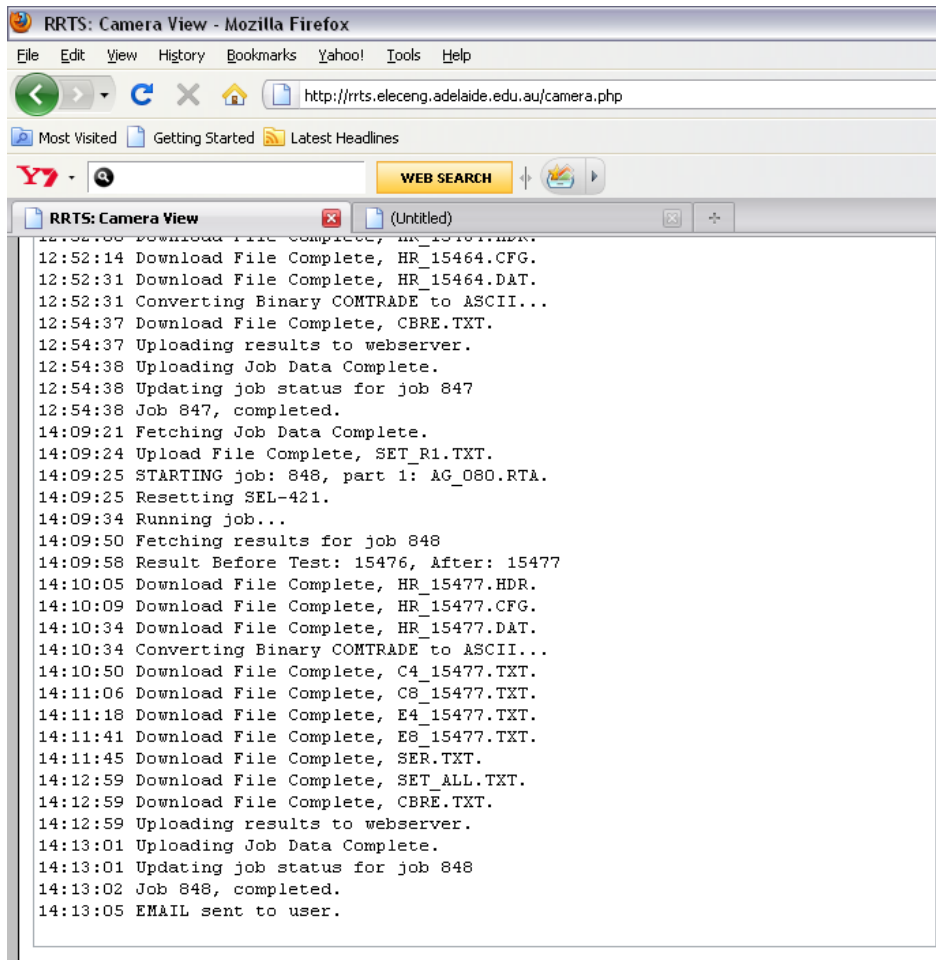 RRTS: Camera View - Mozilla Firefox
File Edit View History Bookmarks Yahoo! Tools Help
http://rrts.eleceng.adelaide.edu.au/camera.php
Most Visited Getting Started Latest Headlines
Y7 WEB SEARCH
RRTS: Camera View (Untitled)
Download File Complete,
12:52:14 Download File Complete, HR_15464.CFG.
12:52:31 Download File Complete, HR_15464.DAT.
12:52:31 Converting Binary COMTRADE to ASCII...
12:54:37 Download File Complete, CBRE.TXT.
12:54:37 Uploading results to webserver.
12:54:38 Uploading Job Data Complete.
12:54:38 Updating job status for job 847
12:54:38 Job 847, completed.
14:09:21 Fetching Job Data Complete.
14:09:24 Upload File Complete, SET_R1.TXT.
14:09:25 STARTING job: 848, part 1: AG_080.RTA.
14:09:25 Resetting SEL-421.
14:09:34 Running job...
14:09:50 Fetching results for job 848
14:09:58 Result Before Test: 15476, After: 15477
14:10:05 Download File Complete, HR_15477.HDR.
14:10:09 Download File Complete, HR_15477.CFG.
14:10:34 Download File Complete, HR_15477.DAT.
14:10:34 Converting Binary COMTRADE to ASCII...
14:10:50 Download File Complete, C4_15477.TXT.
14:11:06 Download File Complete, C8_15477.TXT.
14:11:18 Download File Complete, E4_15477.TXT.
14:11:41 Download File Complete, E8_15477.TXT.
14:11:45 Download File Complete, SER.TXT.
14:12:59 Download File Complete, SET_ALL.TXT.
14:12:59 Download File Complete, CBRE.TXT.
14:12:59 Uploading results to webserver.
14:13:01 Uploading Job Data Complete.
14:13:01 Updating job status for job 848
14:13:02 Job 848, completed.
14:13:05 EMAIL sent to user.